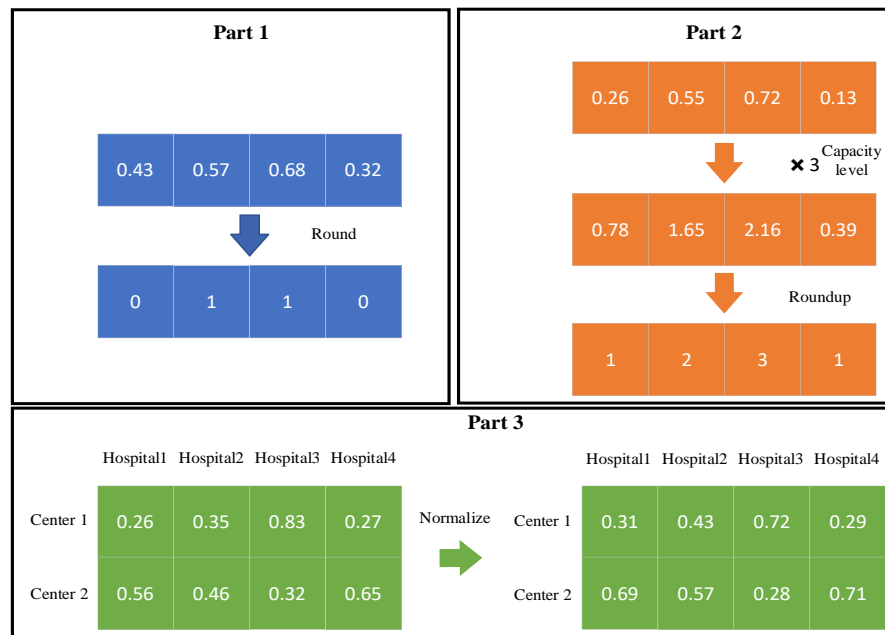 Part 1
0.43 0.57 0.68 0.32
Round
0 1 1 0
Part 2
0.26 0.55 0.72 0.13
× 3 Capacity
level
0.78 1.65 2.16 0.39
Roundup
1 2 3 1
Part 3
Hospital1 Hospital2 Hospital3 Hospital4
Center 1 0.26 0.35 0.83 0.27
Center 2 0.56 0.46 0.32 0.65
Normalize
Hospital1 Hospital2 Hospital3 Hospital4
Center 1 0.31 0.43 0.72 0.29
Center 2 0.69 0.57 0.28 0.71